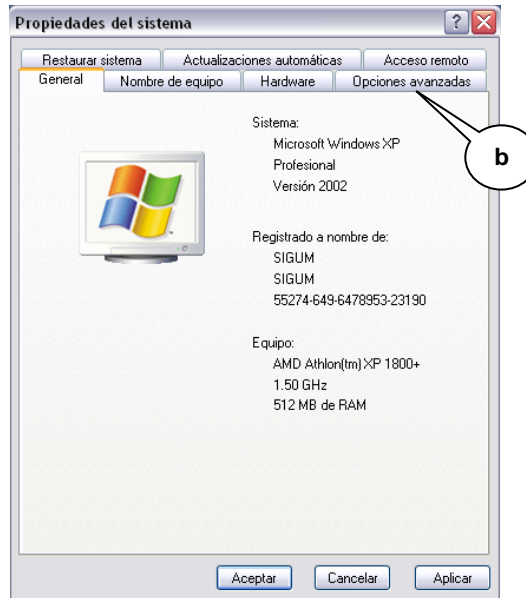 Propiedades del sistema
Restaurar sistema Actualizaciones automáticas Acceso remoto
General Nombre de equipo Hardware Opciones avanzadas
b
Sistema:
Microsoft Windows XP
Profesional
Versión 2002
Registrado a nombre de:
SIGUM
SIGUM
55274-649-6478953-23190
Equipo:
AMD Athlon(tm) XP 1800+
1.50 GHz
512 MB de RAM
Aceptar Cancelar Aplicar